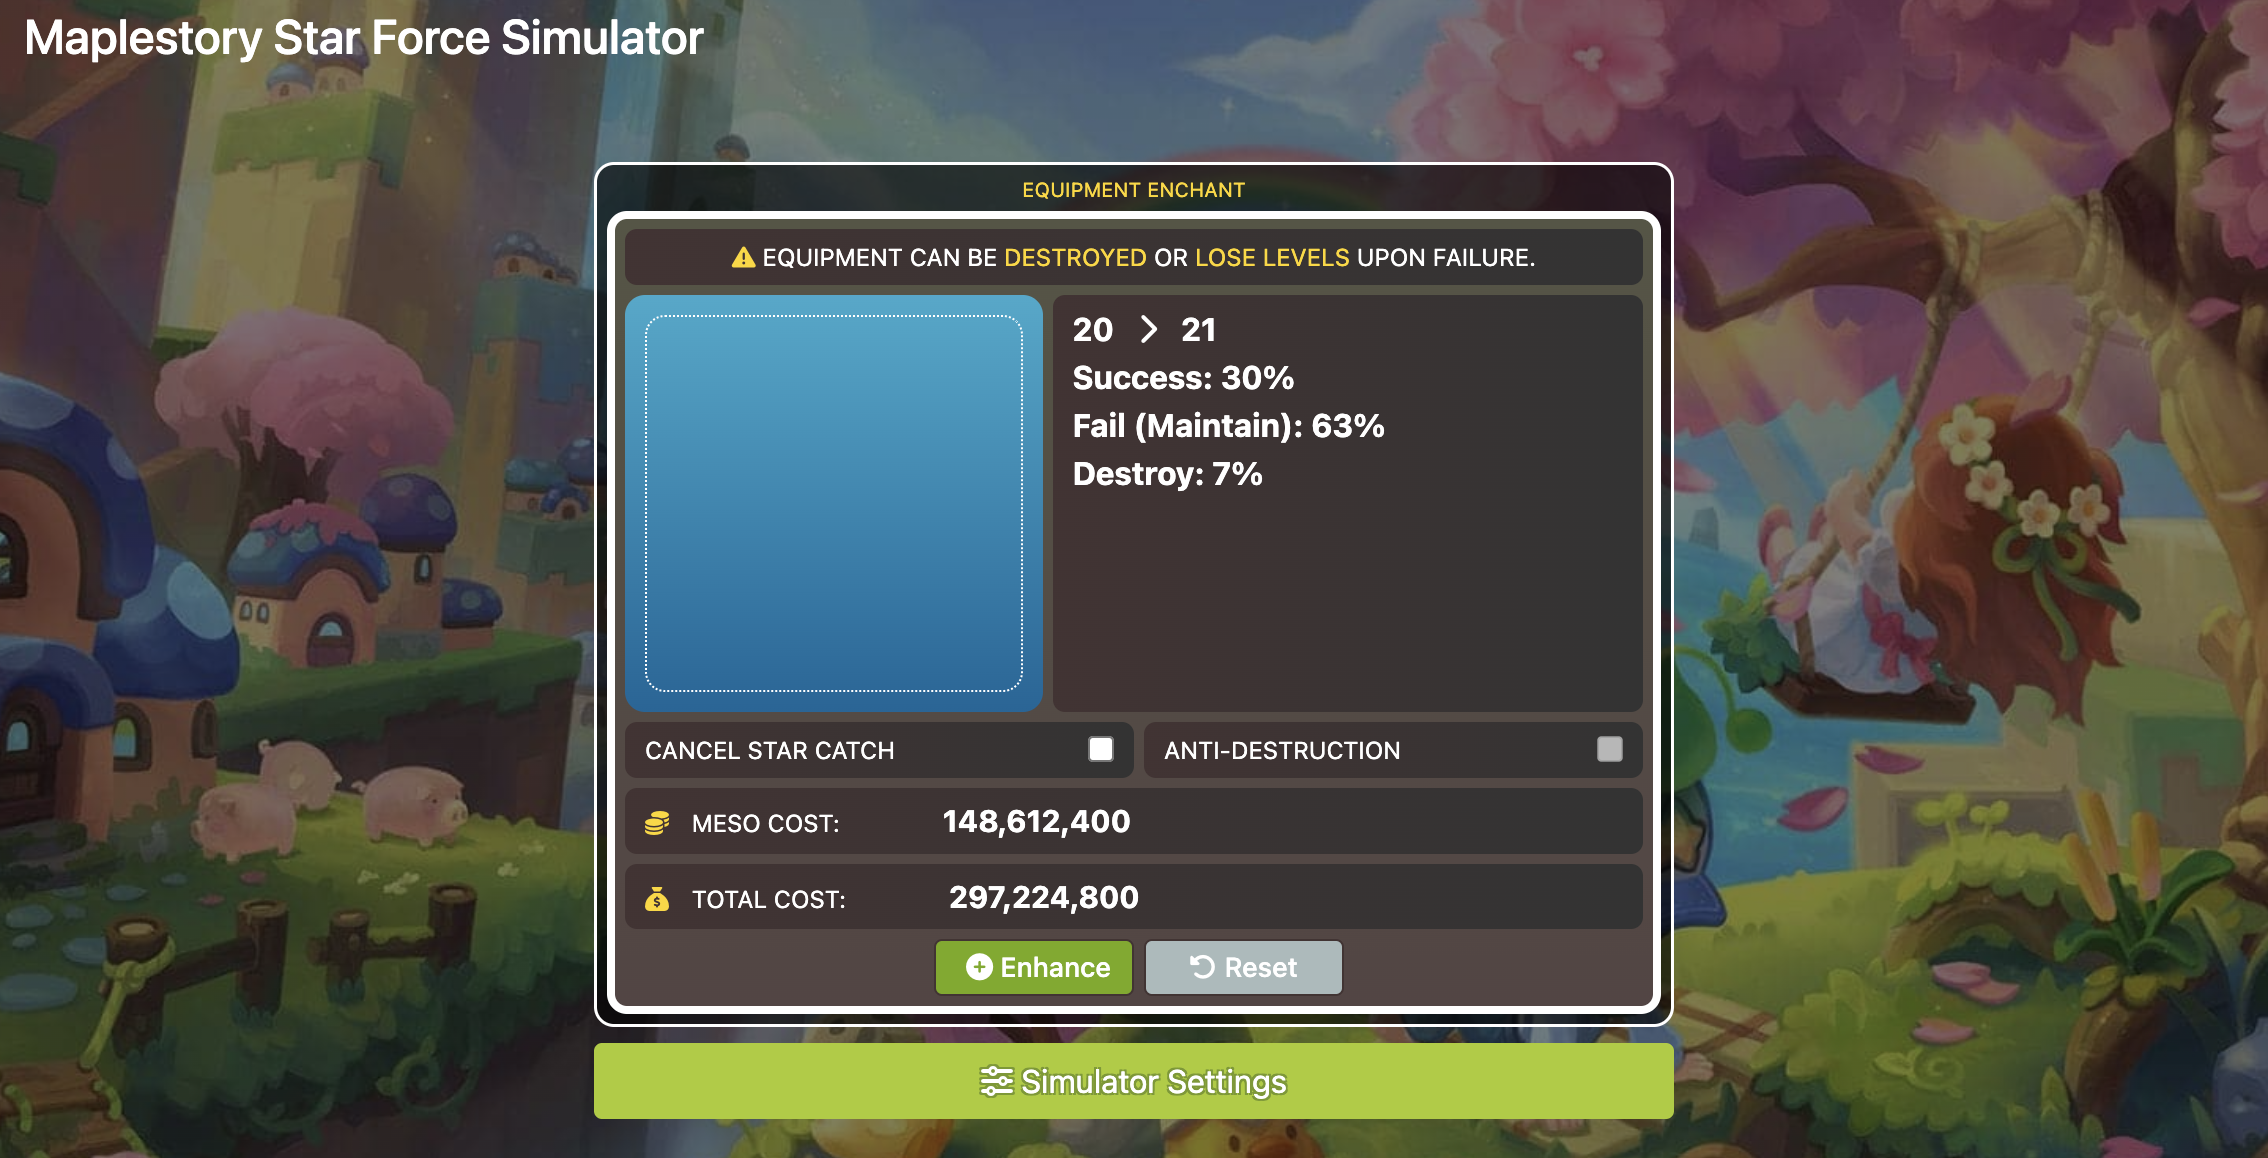 Maplestory Star Force Simulator
EQUIPMENT ENCHANT
EQUIPMENT CAN BE DESTROYED OR LOSE LEVELS UPON FAILURE.
20 > 21
Success: 30%
Fail (Maintain): 63%
Destroy: 7%
CANCEL STAR CATCH
ANTI-DESTRUCTION
MESO COST: 148,612,400
TOTAL COST: 297,224,800
Enhance
Reset
Simulator Settings